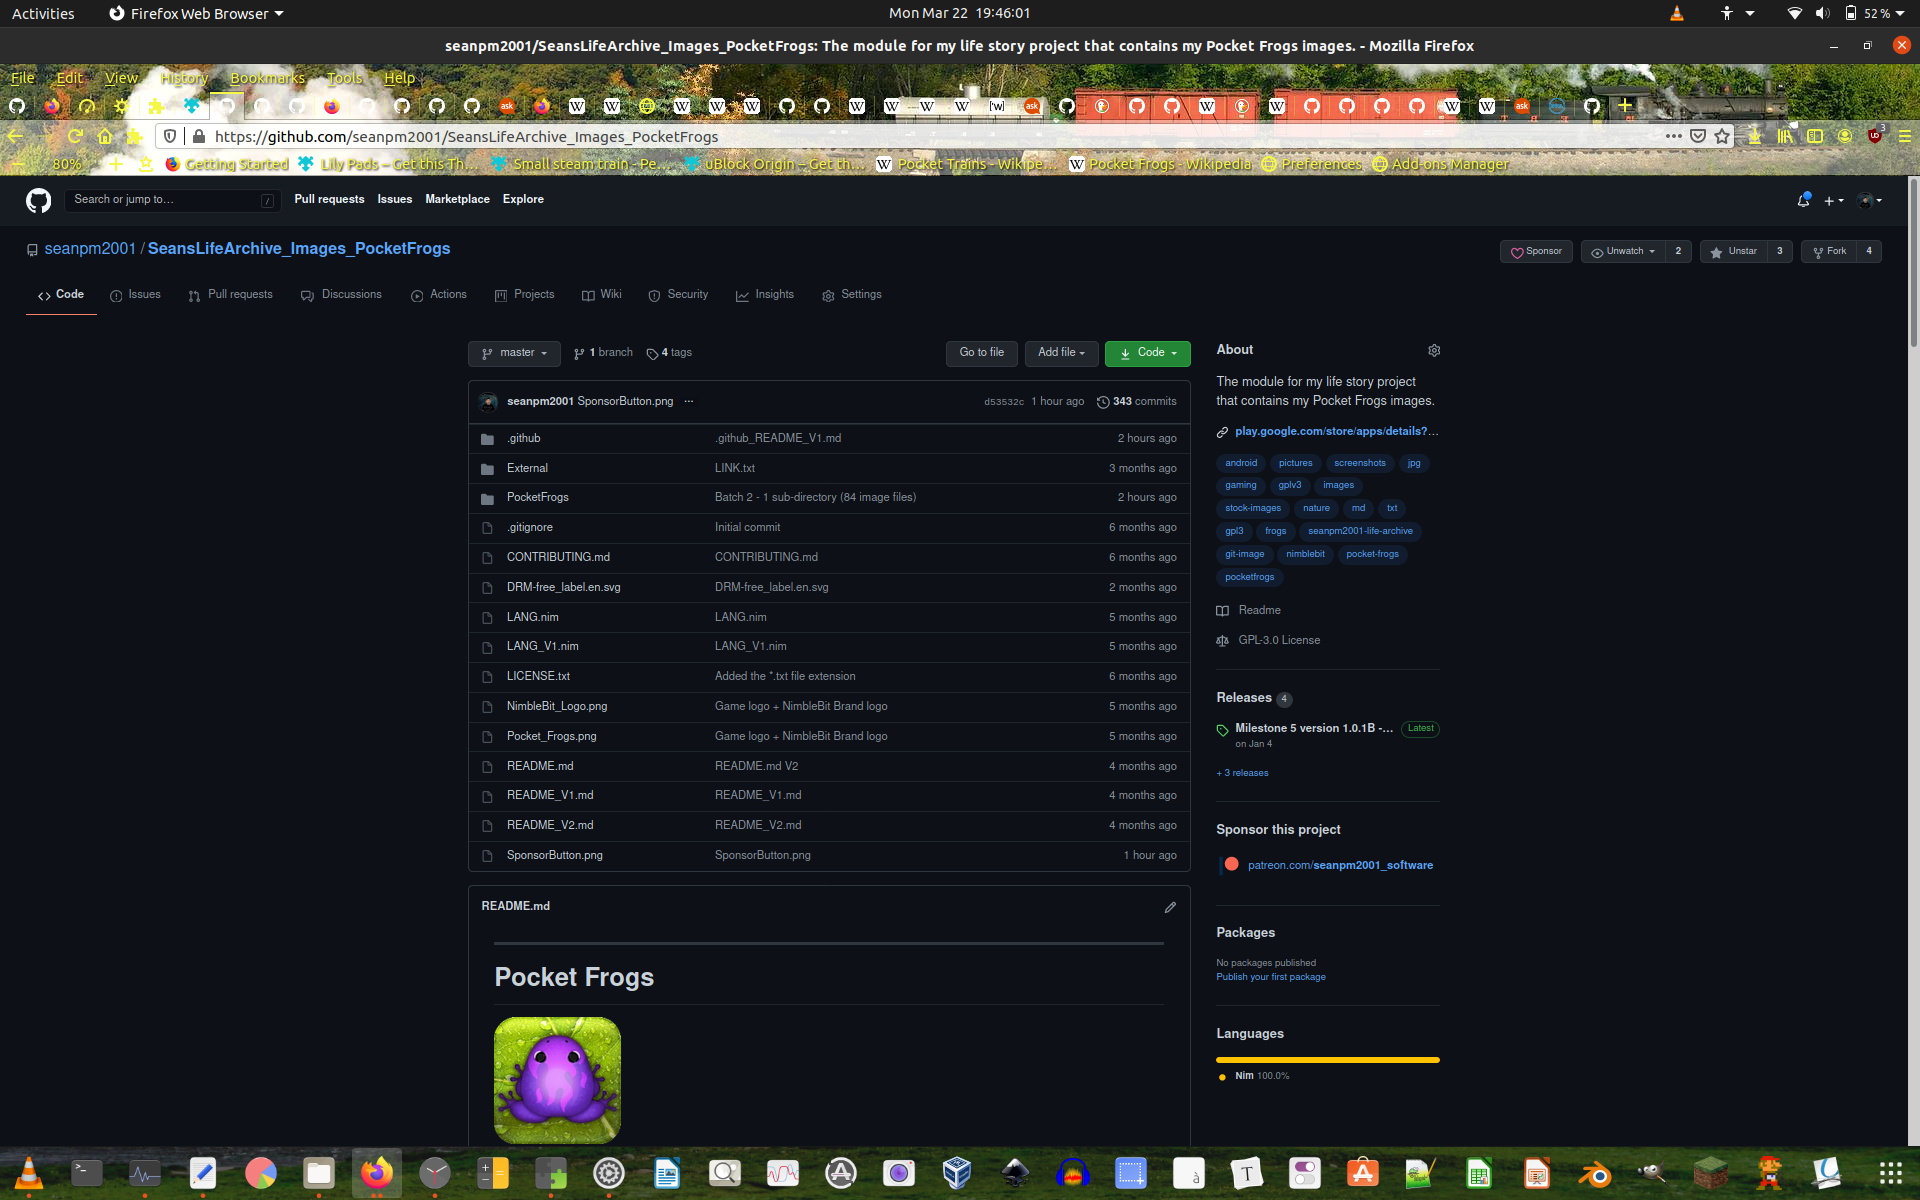 Activities
Firefox Web Browser
Mon Mar 22 19:46:01
52 %
seanpm2001/SeansLifeArchive_Images_PocketFrogs: The module for my life story project that contains my Pocket Frogs images. - Mozilla Firefox
File Edit View History Bookmarks Tools Help
https://github.com/seanpm2001/SeansLifeArchive_Images_PocketFrogs
80%
Getting Started
Lily Pads – Get this Th…
Small steam train - Pe…
uBlock Origin – Get th…
Pocket Trains - Wikipe…
Pocket Frogs - Wikipedia
Preferences
Add-ons Manager
Search or jump to…
/
Pull requests Issues Marketplace Explore
seanpm2001 / SeansLifeArchive_Images_PocketFrogs
Sponsor
Unwatch 2
Unstar 3
Fork 4
Code
Issues
Pull requests
Discussions
Actions
Projects
Wiki
Security
Insights
Settings
master
1 branch
4 tags
Go to file
Add file
Code
seanpm2001 SponsorButton.png ...
d53532c 1 hour ago 343 commits
.github .github_README_V1.md 2 hours ago
External LINK.txt 3 months ago
PocketFrogs Batch 2 - 1 sub-directory (84 image files) 2 hours ago
.gitignore Initial commit 6 months ago
CONTRIBUTING.md CONTRIBUTING.md 6 months ago
DRM-free_label.en.svg DRM-free_label.en.svg 2 months ago
LANG.nim LANG.nim 5 months ago
LANG_V1.nim LANG_V1.nim 5 months ago
LICENSE.txt Added the *.txt file extension 6 months ago
NimbleBit_Logo.png Game logo + NimbleBit Brand logo 5 months ago
Pocket_Frogs.png Game logo + NimbleBit Brand logo 5 months ago
README.md README.md V2 4 months ago
README_V1.md README_V1.md 4 months ago
README_V2.md README_V2.md 4 months ago
SponsorButton.png SponsorButton.png 1 hour ago
README.md
Pocket Frogs
About
The module for my life story project
that contains my Pocket Frogs images.
play.google.com/store/apps/details?…
android pictures screenshots jpg
gaming gplv3 images
stock-images nature md txt
gpl3 frogs seanpm2001-life-archive
git-image nimblebit pocket-frogs
pocketfrogs
Readme
GPL-3.0 License
Releases 4
Milestone 5 version 1.0.1B -… Latest
on Jan 4
+ 3 releases
Sponsor this project
patreon.com/seanpm2001_software
Packages
No packages published
Publish your first package
Languages
Nim 100.0%